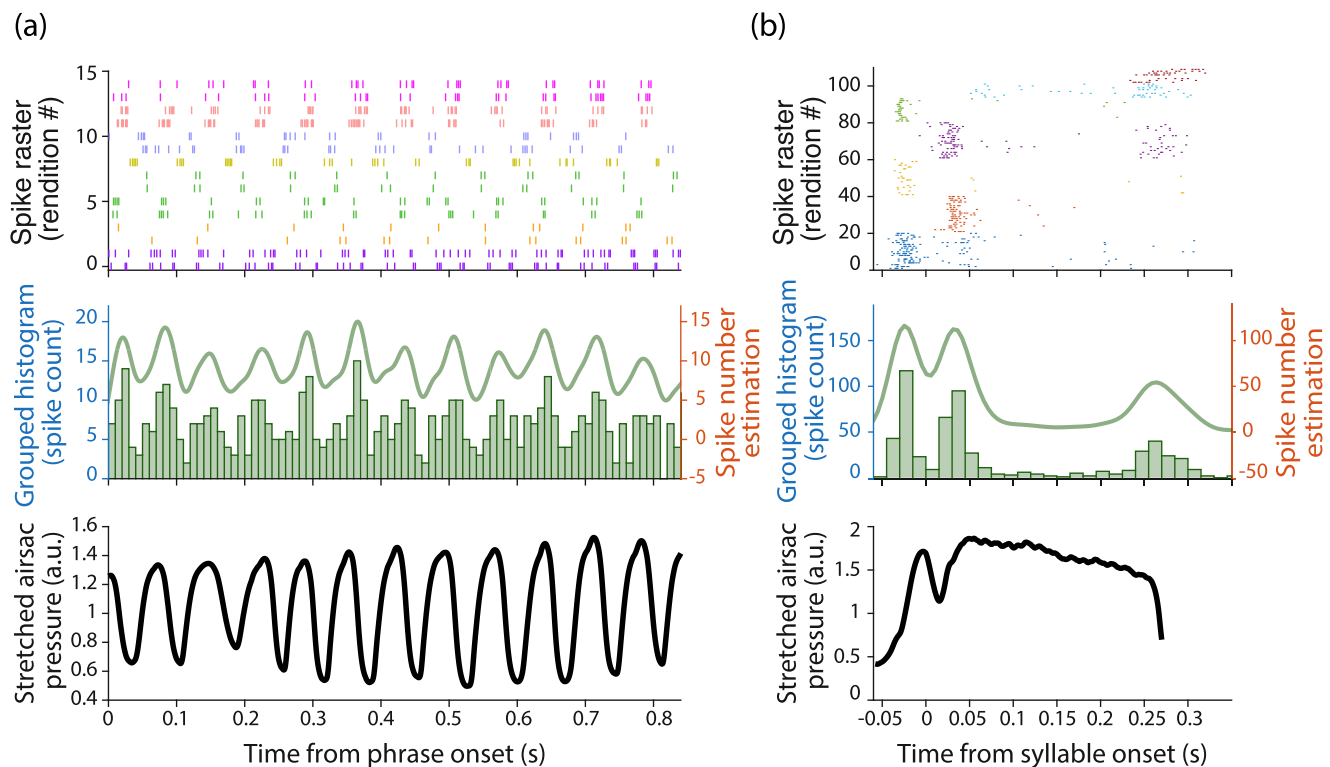 (a)
(b)
Spike raster
(rendition #)
15
10
5
0
Spike raster
(rendition #)
100
80
60
40
20
0
Grouped histogram
(spike count)
20
15
10
5
0
15
10
5
0
-5
Spike number
estimation
Grouped histogram
(spike count)
150
100
50
0
100
50
0
-50
Spike number
estimation
Stretched airsac
pressure (a.u.)
1.6
1.4
1.2
1
0.8
0.6
0.4
0 0.1 0.2 0.3 0.4 0.5 0.6 0.7 0.8
Time from phrase onset (s)
Stretched airsac
pressure (a.u.)
2
1.5
1
0.5
0
-0.05 0 0.05 0.1 0.15 0.2 0.25 0.3
Time from syllable onset (s)